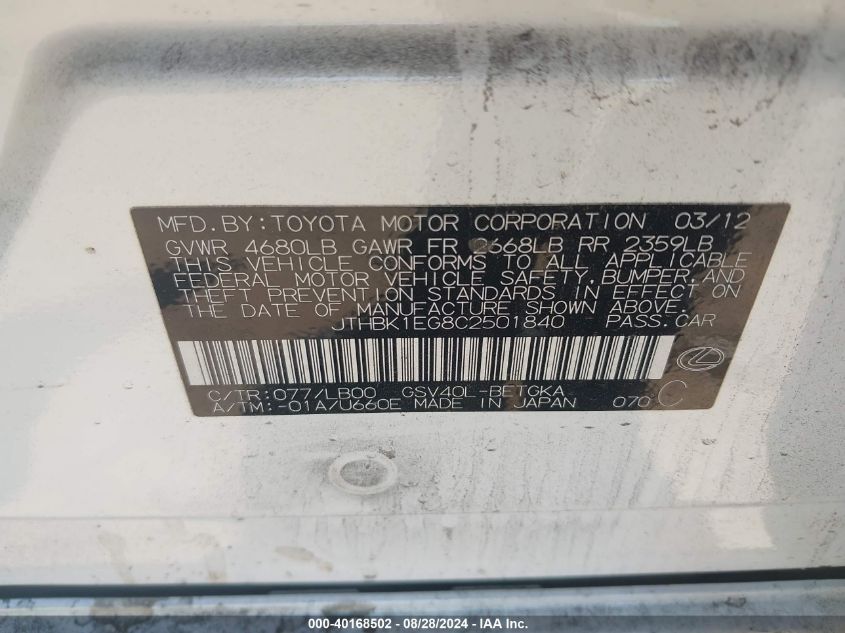 MFD.BY:TOYOTA MOTOR CORPORATION 03/12
GVWR 4680LB GAWR FR 2668LB RR 2359LB
THIS VEHICLE CONFORMS TO ALL APPLICABLE
FEDERAL MOTOR VEHICLE SAFETY, BUMPER, AND
THEFT PREVENTION STANDARDS IN EFFECT ON
THE DATE OF MANUFACTURE SHOWN ABOVE.
JTHBK1EG8C2501840 PASS.CAR
C/TR:077/LB00 GSV40L-BETGKA
A/TM:-01A/U660E MADE IN JAPAN 070 C
000-40168502 - 08/28/2024 - IAA Inc.